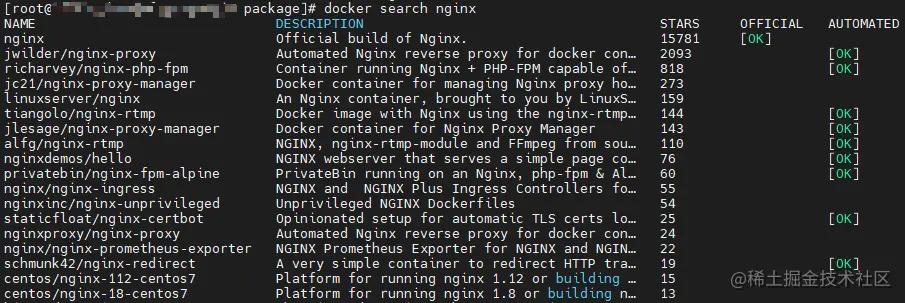 [root@ package]# docker search nginx
NAME DESCRIPTION STARS OFFICIAL AUTOMATED
nginx Official build of Nginx. 15781 [OK]
jwilder/nginx-proxy Automated Nginx reverse proxy for docker con… 2093 [OK]
richarvey/nginx-php-fpm Container running Nginx + PHP-FPM capable of… 818 [OK]
jc21/nginx-proxy-manager Docker container for managing Nginx proxy ho… 273
linuxserver/nginx An Nginx container, brought to you by LinuxS… 159
tiangolo/nginx-rtmp Docker image with Nginx using the nginx-rtmp… 144 [OK]
jlesage/nginx-proxy-manager Docker container for Nginx Proxy Manager 143 [OK]
alfg/nginx-rtmp NGINX, nginx-rtmp-module and FFmpeg from sou… 110 [OK]
nginxdemos/hello NGINX webserver that serves a simple page co… 76 [OK]
privatebin/nginx-fpm-alpine PrivateBin running on an Nginx, php-fpm & Al… 60 [OK]
nginx/nginx-ingress NGINX and  NGINX Plus Ingress Controllers fo… 55
nginxinc/nginx-unprivileged Unprivileged NGINX Dockerfiles 54
staticfloat/nginx-certbot Opinionated setup for automatic TLS certs lo… 25 [OK]
nginxproxy/nginx-proxy Automated Nginx reverse proxy for docker con… 24
nginx/nginx-prometheus-exporter NGINX Prometheus Exporter for NGINX and NGIN… 22
schmunk42/nginx-redirect A very simple container to redirect HTTP tra… 19 [OK]
centos/nginx-112-centos7 Platform for running nginx 1.12 or building … 15
centos/nginx-18-centos7 Platform for running nginx 1.8 or building n… 13
@稀土掘金技术社区